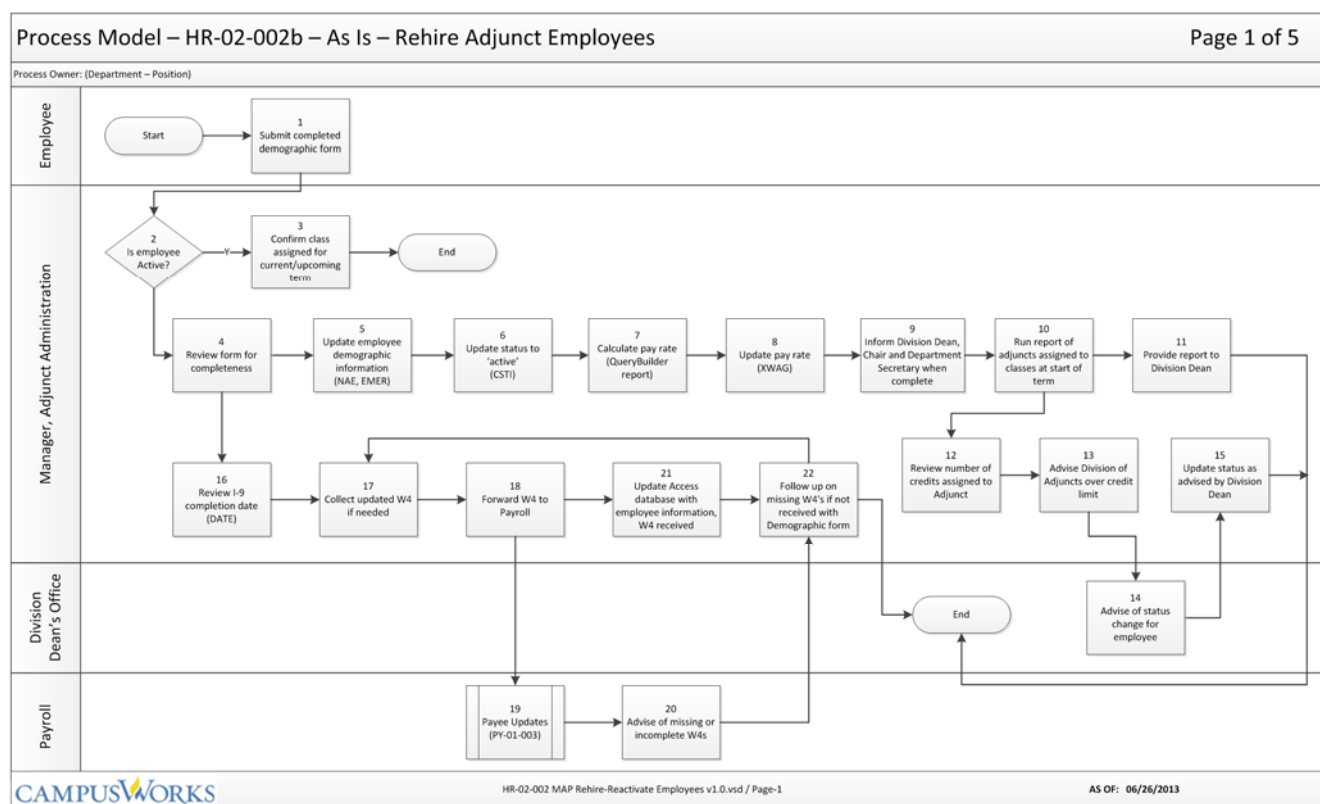 Process Model – HR-02-002b – As Is – Rehire Adjunct Employees
Page 1 of 5
Process Owner: (Department – Position)
Employee
Start
1
Submit completed
demographic form
Manager, Adjunct Administration
2
Is employee
Active?
Y
3
Confirm class
assigned for
current/upcoming
term
End
4
Review form for
completeness
5
Update employee
demographic
information
(NAE, EMER)
6
Update status to
‘active’
(CSTI)
7
Calculate pay rate
(QueryBuilder
report)
8
Update pay rate
(XWAG)
9
Inform Division Dean,
Chair and Department
Secretary when
complete
10
Run report of
adjuncts assigned to
classes at start of
term
11
Provide report to
Division Dean
12
Review number of
credits assigned to
Adjunct
13
Advise Division of
Adjuncts over credit
limit
15
Update status as
advised by Division
Dean
16
Review I-9
completion date
(DATE)
17
Collect updated W4
if needed
18
Forward W4 to
Payroll
21
Update Access
database with
employee information,
W4 received
22
Follow up on
missing W4's if not
received with
Demographic form
Division
Dean's Office
End
14
Advise of status
change for
employee
Payroll
19
Payee Updates
(PY-01-003)
20
Advise of missing or
incomplete W4s
CAMPUSWORKS
HR-02-002 MAP Rehire-Reactivate Employees v1.0.vsd / Page-1
AS OF: 06/26/2013